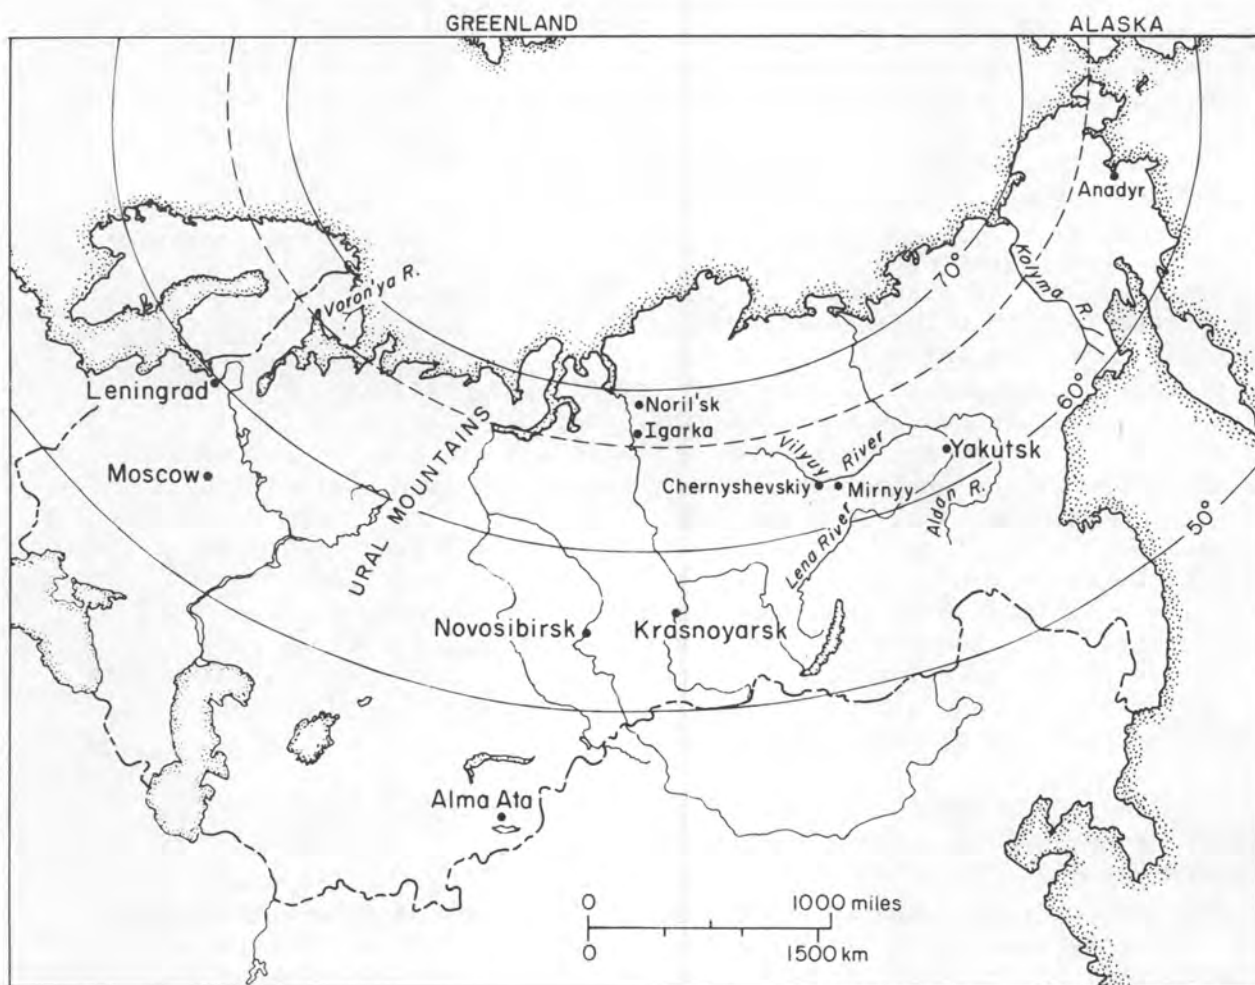 GREENLAND
ALASKA
Anadyr
Voron'ya R.
70°
Kolyma R.
Leningrad
Noril'sk
Igarka
60°
Vilyuy River
Yakutsk
Moscow
URAL MOUNTAINS
Chernyshevskiy
Mirnyy
Aldan R.
50°
Lena River
Novosibirsk
Krasnoyarsk
Alma Ata
0 1000 miles
0 1500 km